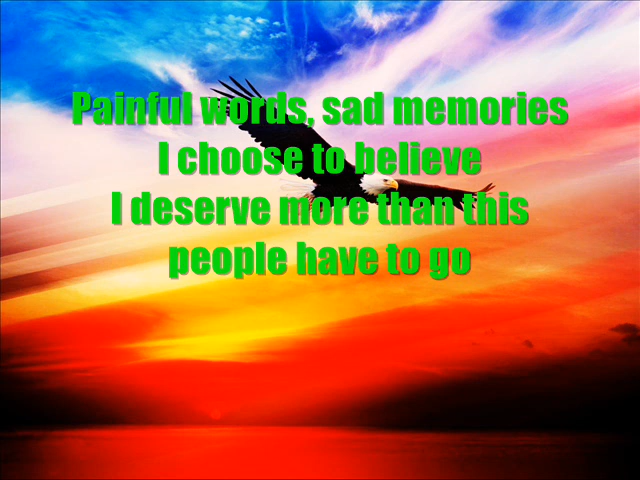 Painful words, sad memories
I choose to believe
I deserve more than this
people have to go